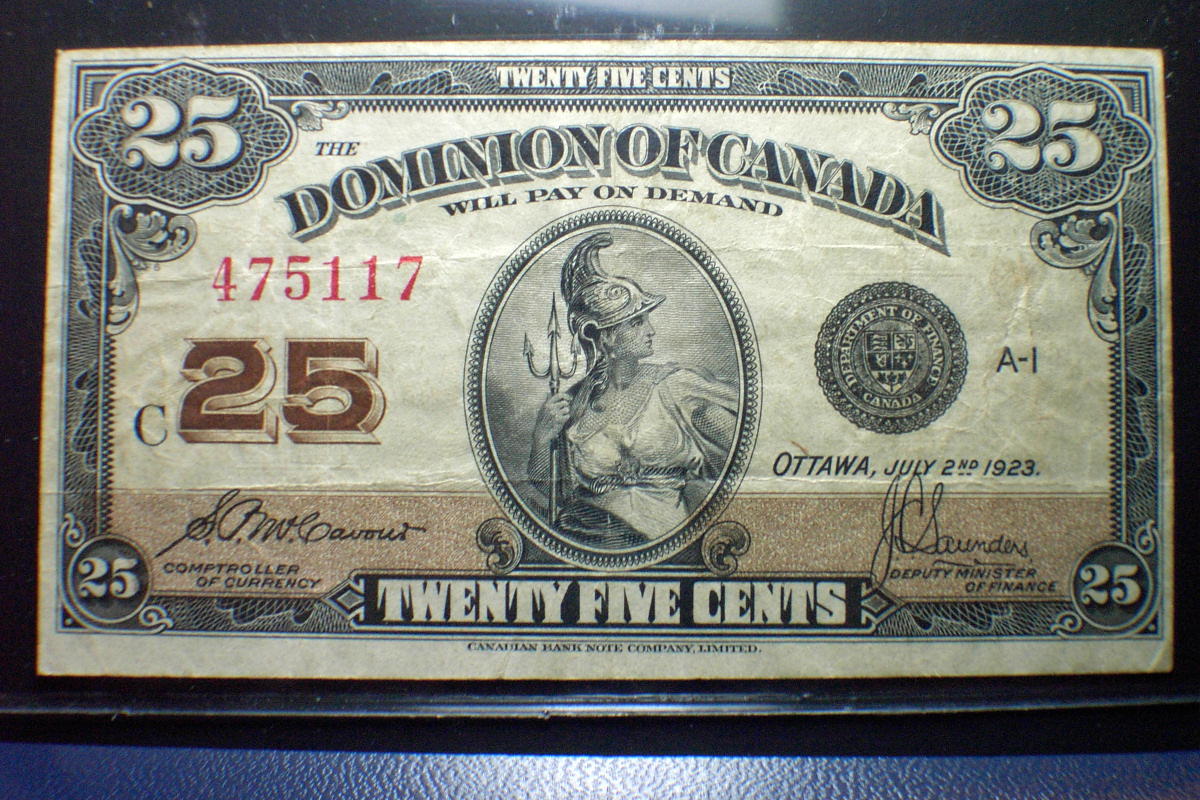 TWENTY FIVE CENTS
25
25
THE
DOMINION OF CANADA
WILL PAY ON DEMAND
475117
C 25
DEPARTMENT OF FINANCE
CANADA
A-1
OTTAWA, JULY 2ND 1923.
COMPTROLLER
OF CURRENCY
J C Saunders
DEPUTY MINISTER
OF FINANCE
25
TWENTY FIVE CENTS
25
CANADIAN BANK NOTE COMPANY, LIMITED.